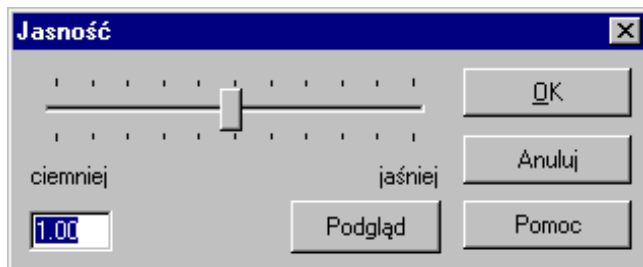 Jasność
OK
Anuluj
ciemniej
jaśniej
1.00
Podgląd
Pomoc